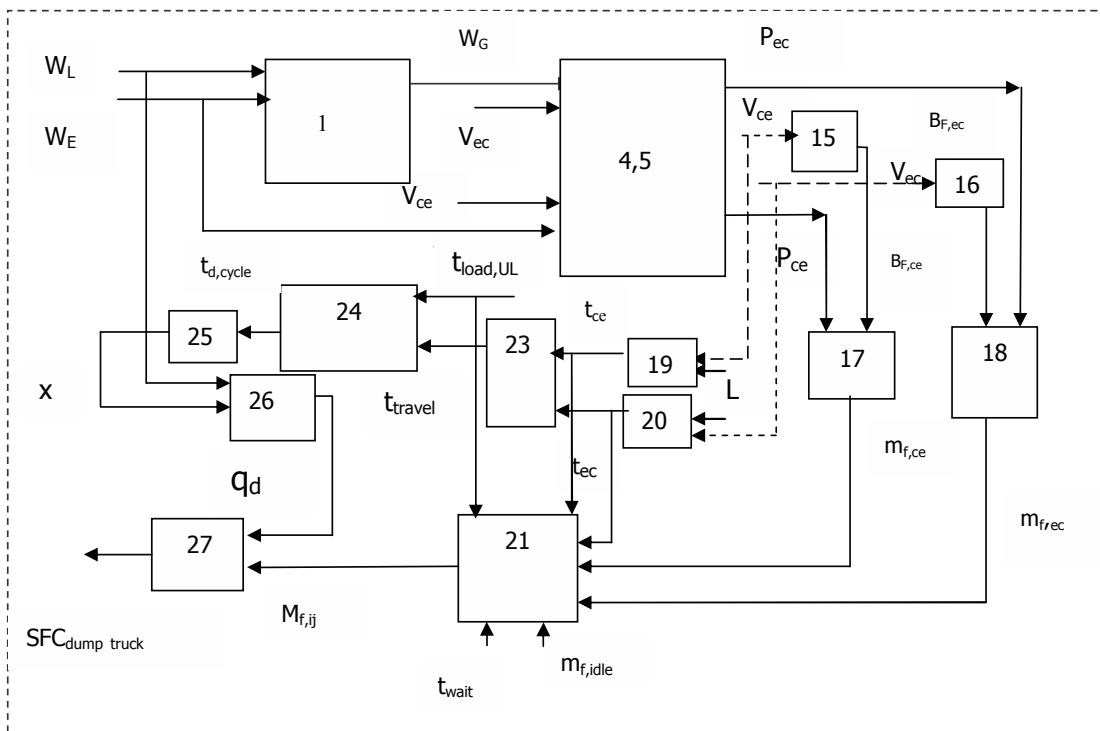 W_G
P_ec
W_L
1
W_E
V_ec
4,5
V_ce
15
B_F,ec
V_ec
16
V_ce
P_ce
B_F,ce
t_d,cycle
t_load,UL
24
t_ce
25
23
19
17
18
L
x
26
t_travel
20
t_ec
m_f,ce
q_d
27
21
m_f,ec
M_f,ij
SFC_dump truck
m_f,idle
t_wait